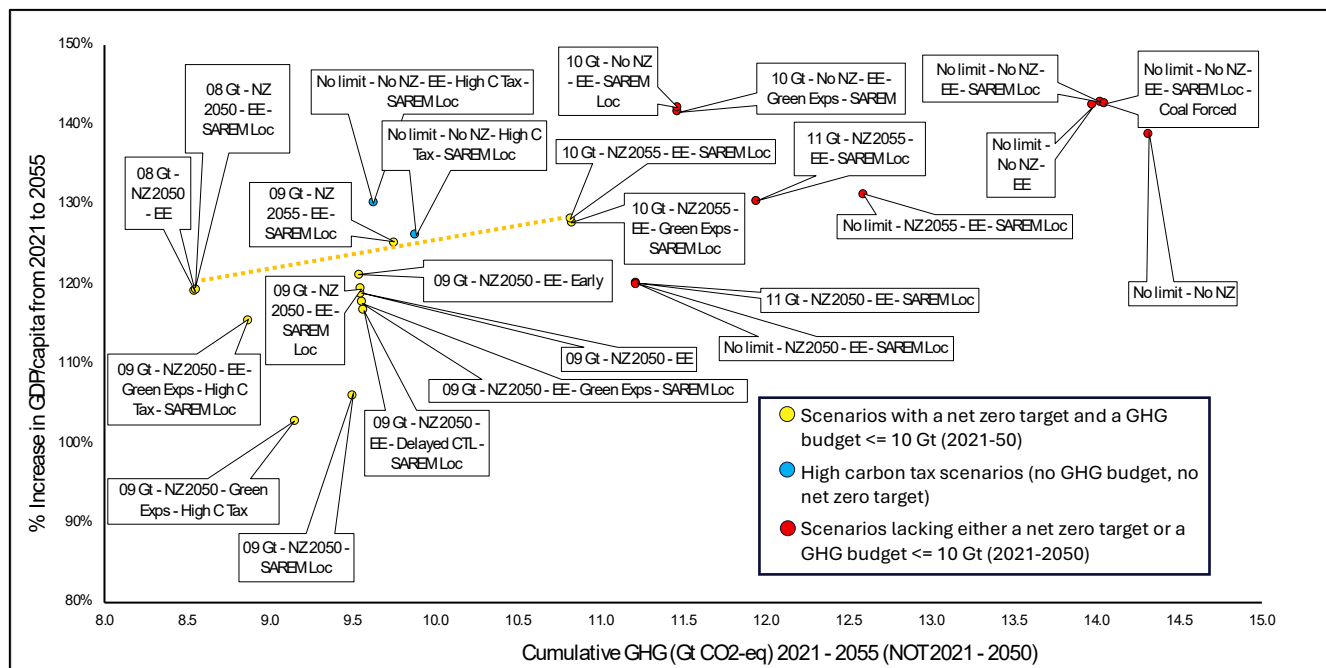 150%
140%
130%
120%
110%
100%
90%
80%
% Increase in GDP/capita from 2021 to 2055
08 Gt - NZ
2050 - EE -
SAREM Loc
08 Gt -
NZ2050
- EE
No limit - No NZ - EE - High C Tax -
SAREM Loc
No limit - No NZ- High C
Tax - SAREM Loc
09 Gt - NZ
2055 - EE -
SAREM Loc
10 Gt - No NZ
- EE - SAREM
Loc
10 Gt - No NZ - EE -
Green Exps - SAREM
10 Gt - NZ2055 - EE - SAREM Loc
11 Gt - NZ2055 -
EE - SAREM Loc
10 Gt - NZ2055 -
EE - Green Exps -
SAREM Loc
No limit - No NZ-
EE - SAREM Loc
No limit - No NZ-
EE - SAREM Loc -
Coal Forced
No limit -
No NZ -
EE
No limit - NZ2055 - EE - SAREM Loc
No limit - No NZ
09 Gt - NZ2050 - EE - Early
09 Gt - NZ
2050 - EE -
SAREM
Loc
11 Gt - NZ2050 - EE - SAREM Loc
No limit - NZ2050 - EE - SAREM Loc
09 Gt - NZ2050 - EE
09 Gt - NZ2050 - EE - Green Exps - SAREM Loc
09 Gt - NZ2050 - EE -
Green Exps - High C
Tax - SAREM Loc
09 Gt - NZ2050 -
EE - Delayed CTL -
SAREM Loc
09 Gt - NZ2050 - Green
Exps - High C Tax
09 Gt - NZ2050 -
SAREM Loc
Scenarios with a net zero target and a GHG
budget <= 10 Gt (2021-50)
High carbon tax scenarios (no GHG budget, no
net zero target)
Scenarios lacking either a net zero target or a
GHG budget <= 10 Gt (2021-2050)
8.0 8.5 9.0 9.5 10.0 10.5 11.0 11.5 12.0 12.5 13.0 13.5 14.0 14.5 15.0
Cumulative GHG (Gt CO2-eq) 2021 - 2055 (NOT 2021 - 2050)